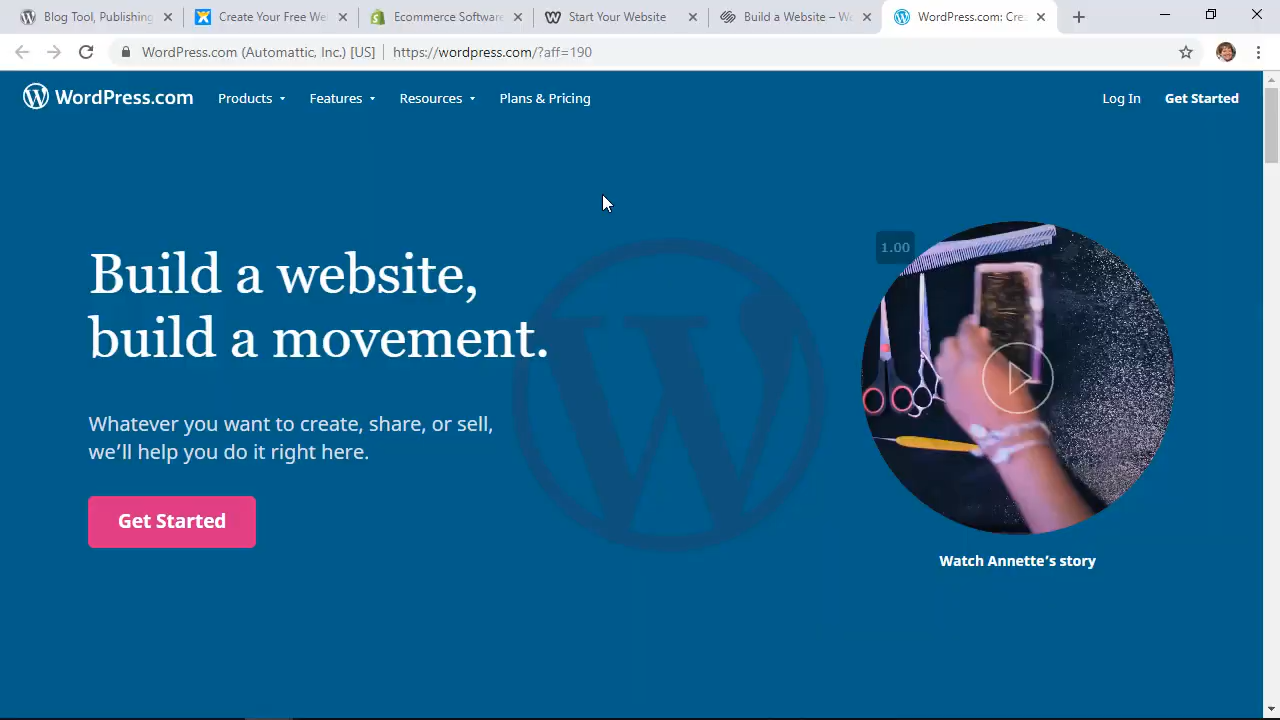 Blog Tool, Publishing
Create Your Free We
Ecommerce Software
Start Your Website
Build a Website – W
WordPress.com: Cre
WordPress.com (Automattic, Inc.) [US]
https://wordpress.com/?aff=190
WordPress.com
Products
Features
Resources
Plans & Pricing
Log In
Get Started
1.00
Build a website,
build a movement.
Whatever you want to create, share, or sell,
we’ll help you do it right here.
Get Started
Watch Annette’s story